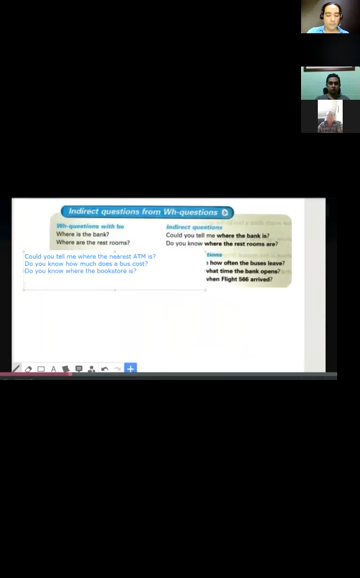 Indirect questions from Wh-questions
Wh-questions with be
Where is the bank?
Where are the rest rooms?
Indirect questions
Could you tell me where the bank is?
Do you know where the rest rooms are?
Could you tell me where the nearest ATM is?
Do you know how much does a bus cost?
Do you know where the bookstore is?
tions
how often the buses leave?
what time the bank opens?
when Flight 566 arrived?
A